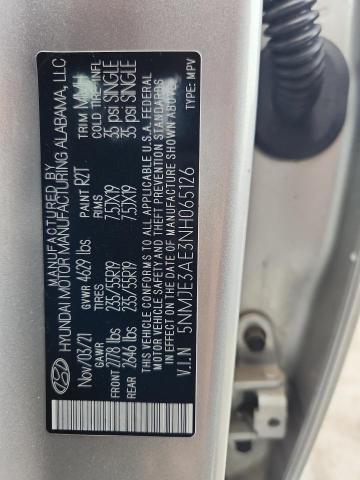 MANUFACTURED BY
HYUNDAI MOTOR MANUFACTURING ALABAMA, LLC
Nov/03/21 GVWR 4629 lbs PAINT R2T TRIM
GAWR TIRES RIMS COLD TIRE INFL
FRONT 2778 lbs 235/55R19 7.5JX19 35 psi SINGLE
REAR 2646 lbs 235/55R19 7.5JX19 35 psi SINGLE
THIS VEHICLE CONFORMS TO ALL APPLICABLE U.S.A. FEDERAL
MOTOR VEHICLE SAFETY AND THEFT PREVENTION
STANDARDS IN EFFECT ON THE DATE OF MANUFACTURE SHOWN ABOVE.
V.I.N 5NMJE3AE3NH065126 TYPE: MPV